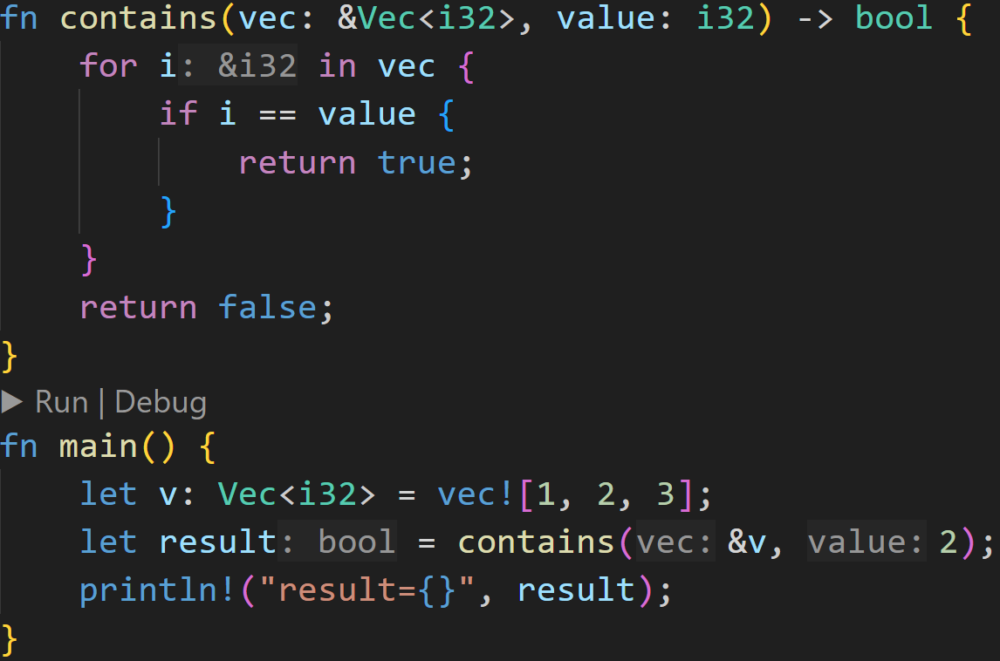 fn contains(vec: &Vec<i32>, value: i32) -> bool {
    for i: &i32 in vec {
        if i == value {
            return true;
        }
    }
    return false;
}
▶ Run | Debug
fn main() {
    let v: Vec<i32> = vec![1, 2, 3];
    let result: bool = contains(vec: &v, value: 2);
    println!("result={}", result);
}